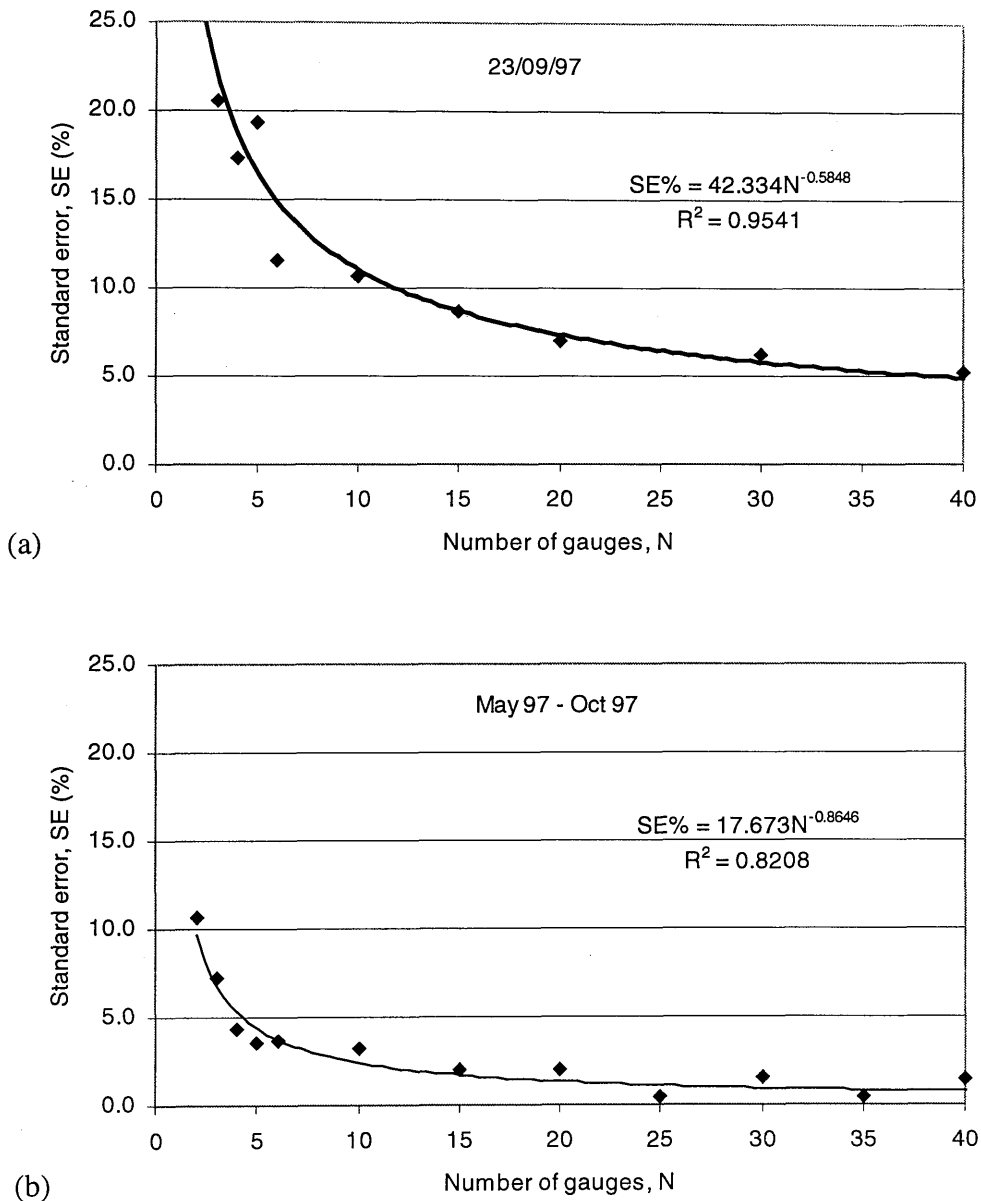 25.0
20.0
15.0
10.0
5.0
0.0
Standard error, SE (%)
23/09/97
SE% = 42.334N^-0.5848
R² = 0.9541
0 5 10 15 20 25 30 35 40
Number of gauges, N
(a)
25.0
20.0
15.0
10.0
5.0
0.0
Standard error, SE (%)
May 97 - Oct 97
SE% = 17.673N^-0.8646
R² = 0.8208
0 5 10 15 20 25 30 35 40
Number of gauges, N
(b)